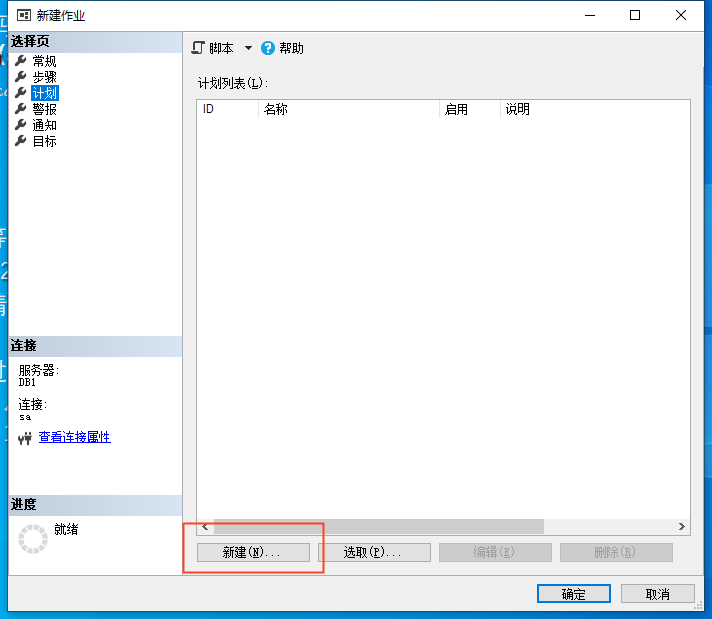 新建作业
选择页
常规
步骤
计划
警报
通知
目标
脚本
帮助
计划列表(L):
ID 名称 启用 说明
连接
服务器:
DB1
连接:
sa
查看连接属性
进度
就绪
新建(N)... 选取(P)... 编辑(E) 删除(R)
确定 取消